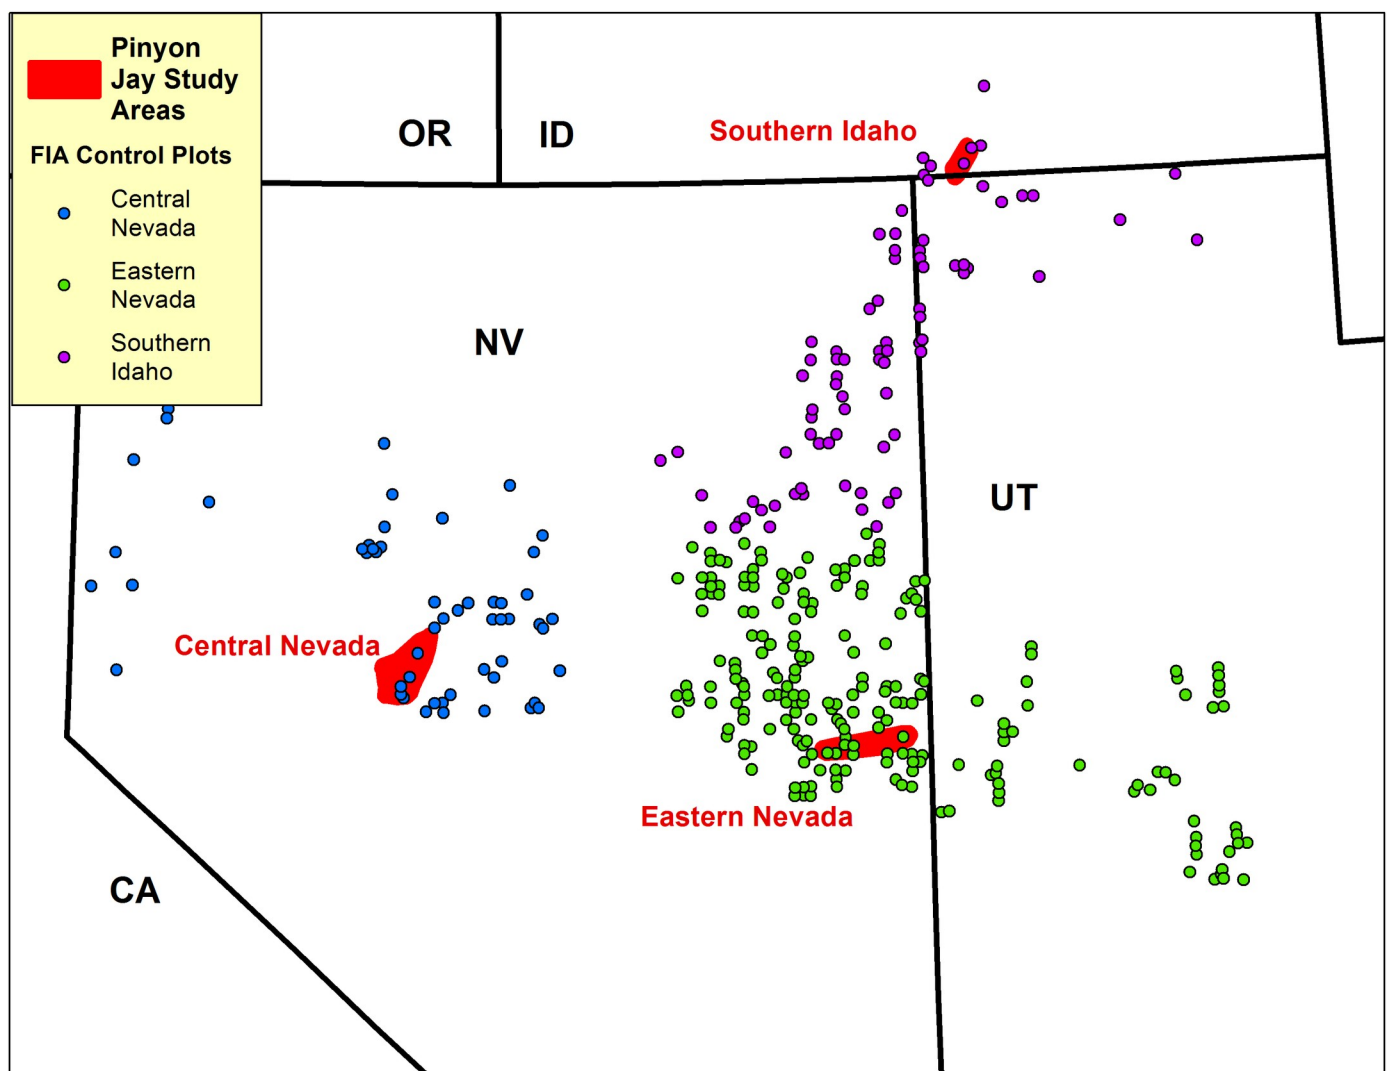 Pinyon
Jay Study
Areas
FIA Control Plots
Central
Nevada
Eastern
Nevada
Southern
Idaho
OR
ID
Southern Idaho
NV
UT
Central Nevada
Eastern Nevada
CA